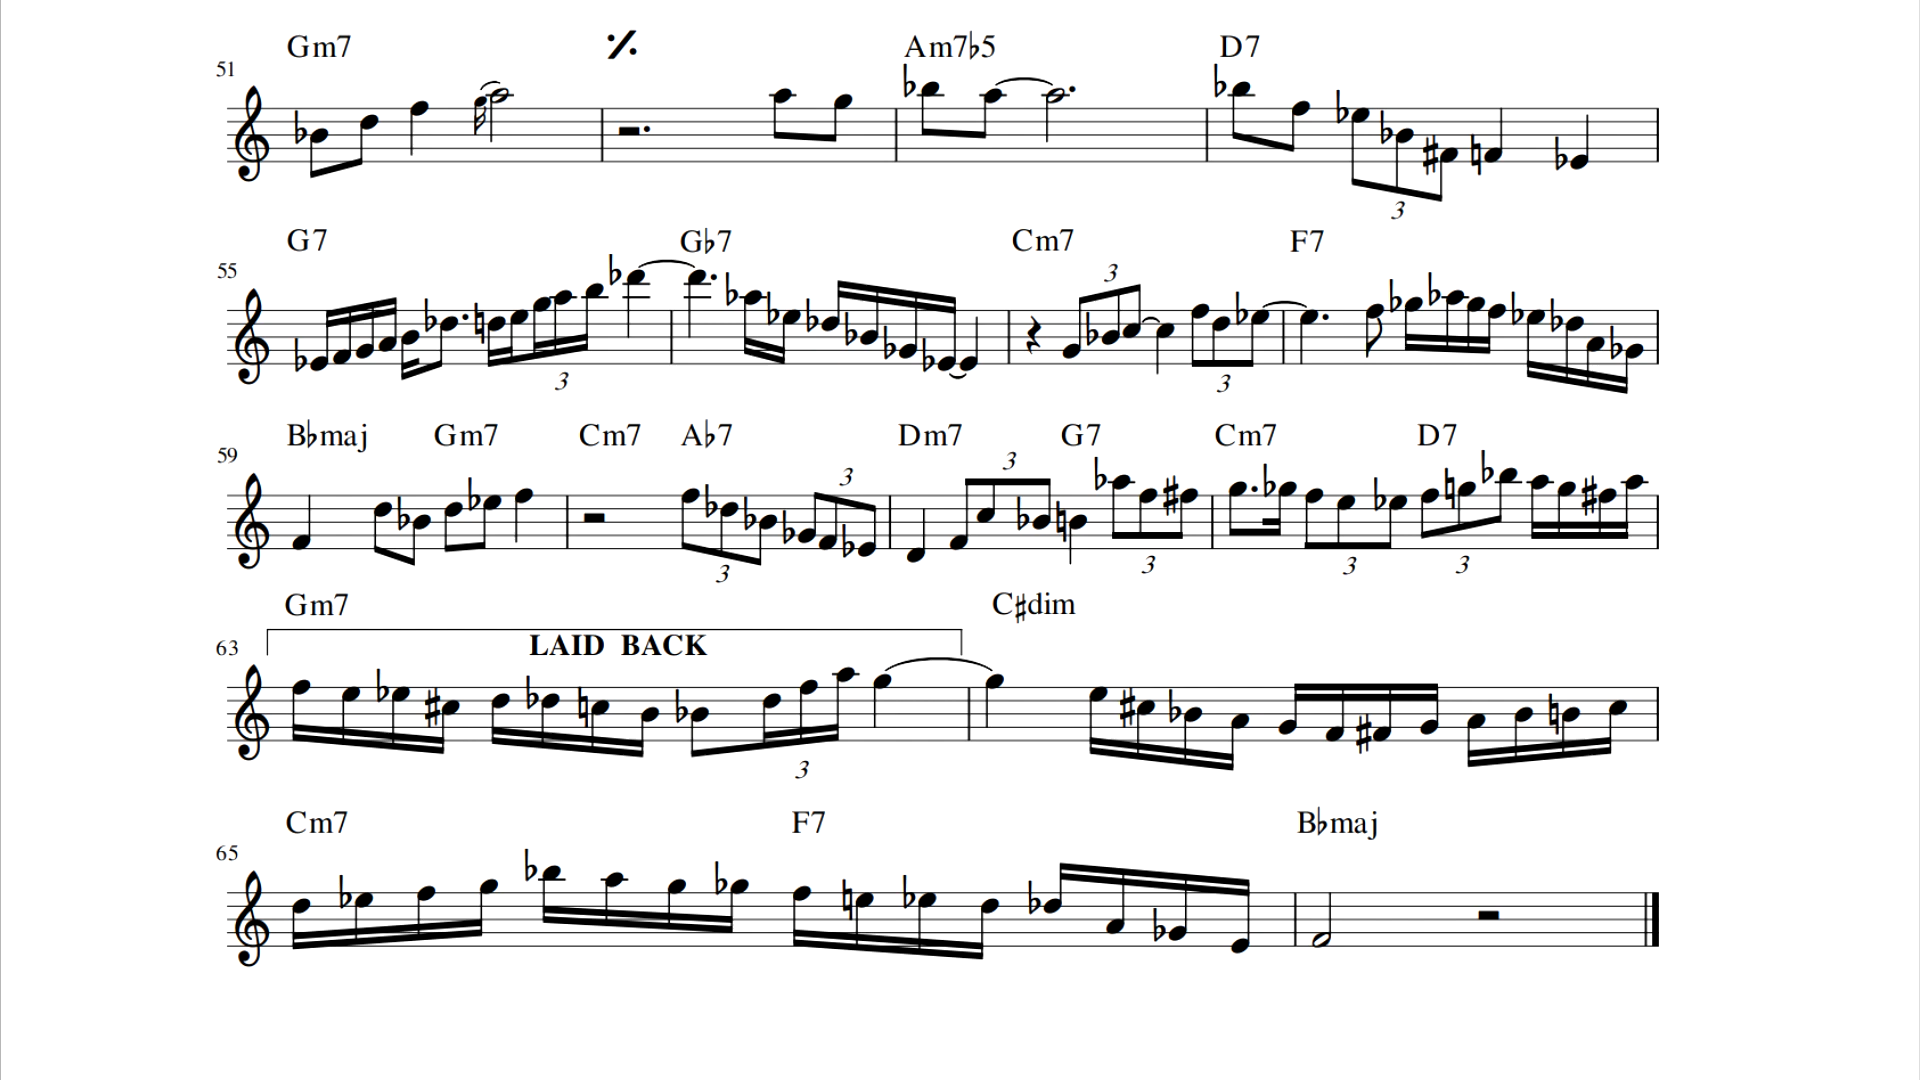 Gm7 Am7♭5 D7
51
3
G7 G♭7 Cm7 F7
55
3 3 3
B♭maj Gm7 Cm7 A♭7 Dm7 G7 Cm7 D7
59
3 3 3 3 3 3
Gm7 C♯dim
LAID BACK
63
3
Cm7 F7 B♭maj
65